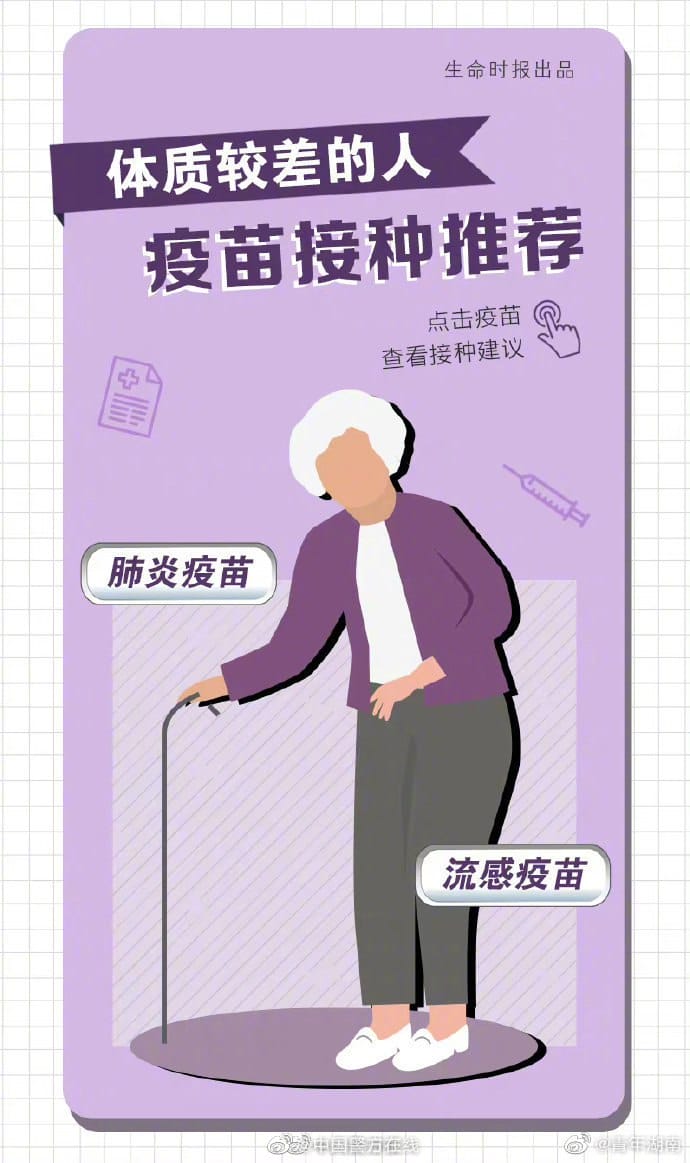 生命时报出品
体质较差的人
疫苗接种推荐
点击疫苗
查看接种建议
肺炎疫苗
流感疫苗
中国警方在线
@青年湖南